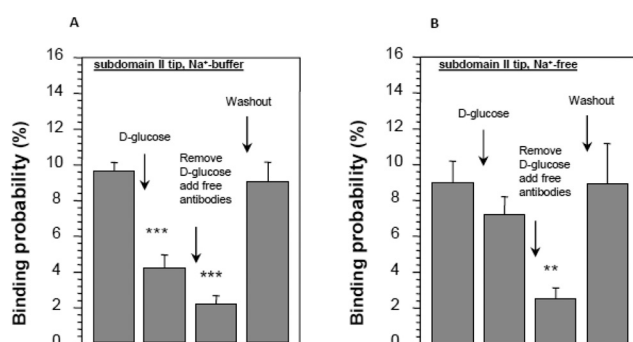 A
B
16
14
12
10
8
6
4
2
0
Binding probability (%)
subdomain II tip, Na⁺-buffer
D-glucose
Remove
D-glucose
add free
antibodies
Washout
***
***
16
14
12
10
8
6
4
2
0
Binding probability (%)
subdomain II tip, Na⁺-free
D-glucose
Remove
D-glucose
add free
antibodies
Washout
**